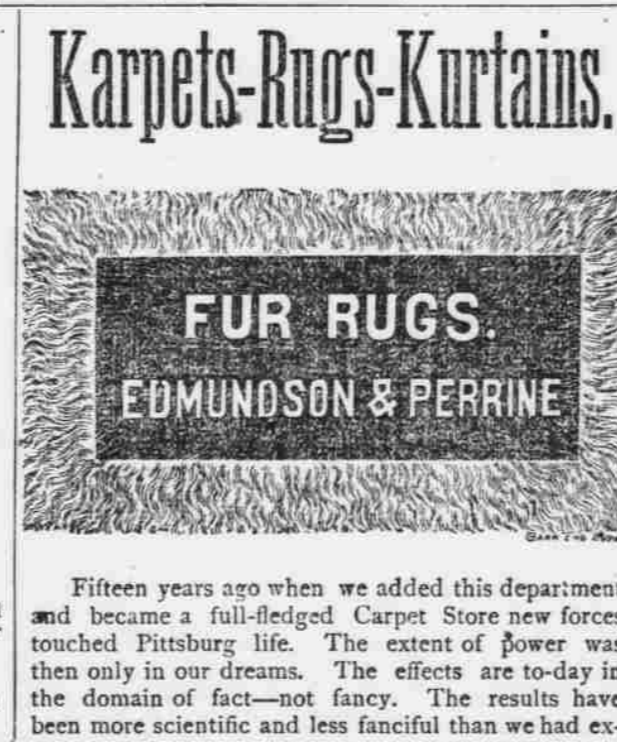 Karpets-Rugs-Kurtains.
FUR RUGS.
EDMUNDSON & PERRINE
Fifteen years ago when we added this department
and became a full-fledged Carpet Store new forces
touched Pittsburg life. The extent of power was
then only in our dreams. The effects are to-day in
the domain of fact—not fancy. The results have
been more scientific and less fanciful than we had ex-